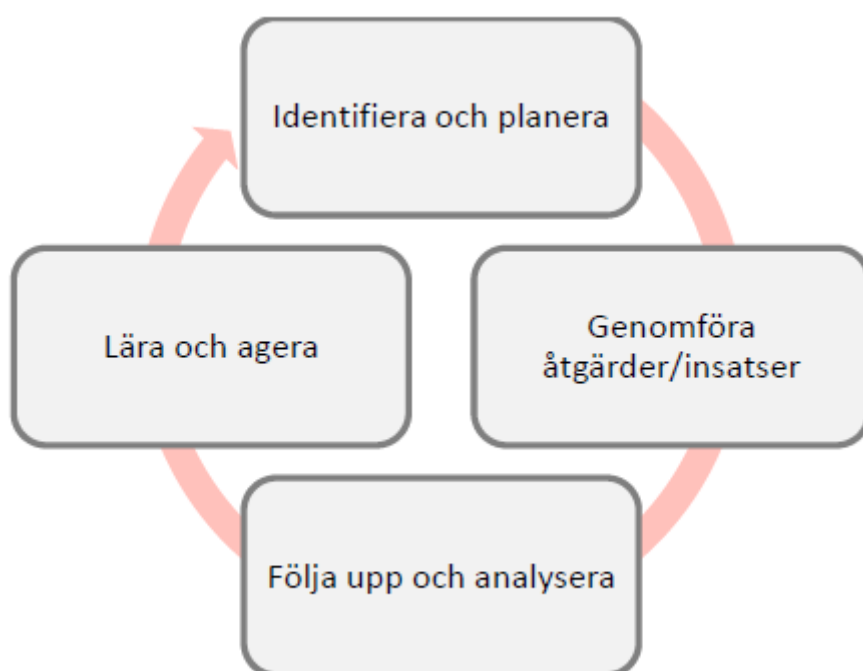 Identifiera och planera
Genomföra
åtgärder/insatser
Följa upp och analysera
Lära och agera